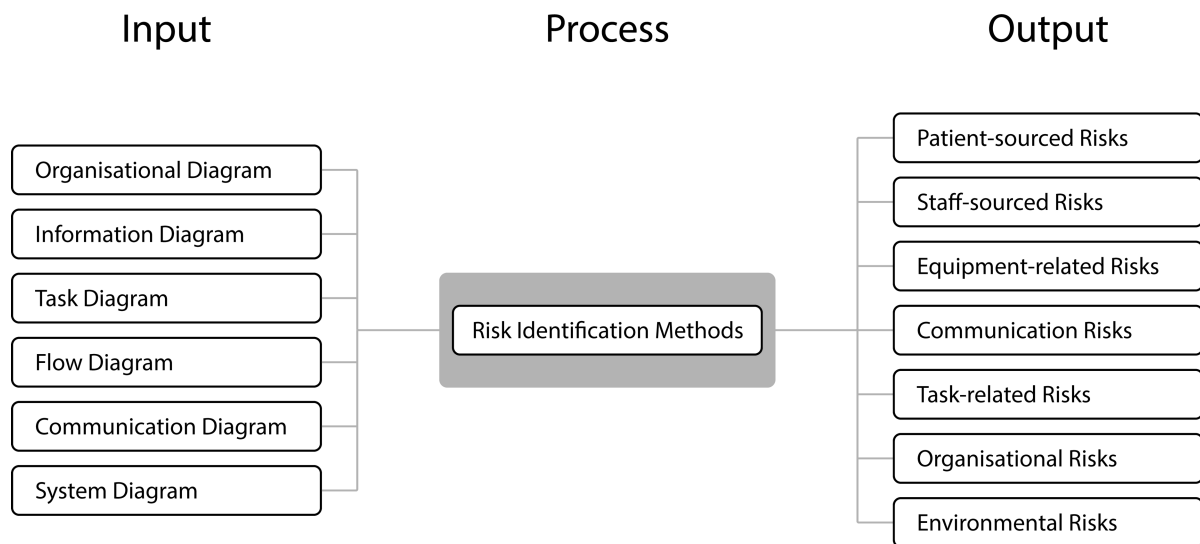 Input
Process
Output
Organisational Diagram
Information Diagram
Task Diagram
Flow Diagram
Communication Diagram
System Diagram
Risk Identification Methods
Patient-sourced Risks
Staff-sourced Risks
Equipment-related Risks
Communication Risks
Task-related Risks
Organisational Risks
Environmental Risks